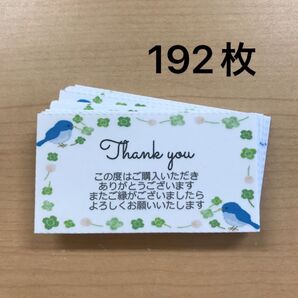 192枚
Thank you
この度はご購入いただき
ありがとうございます
またご縁がございましたら
よろしくお願いいたします